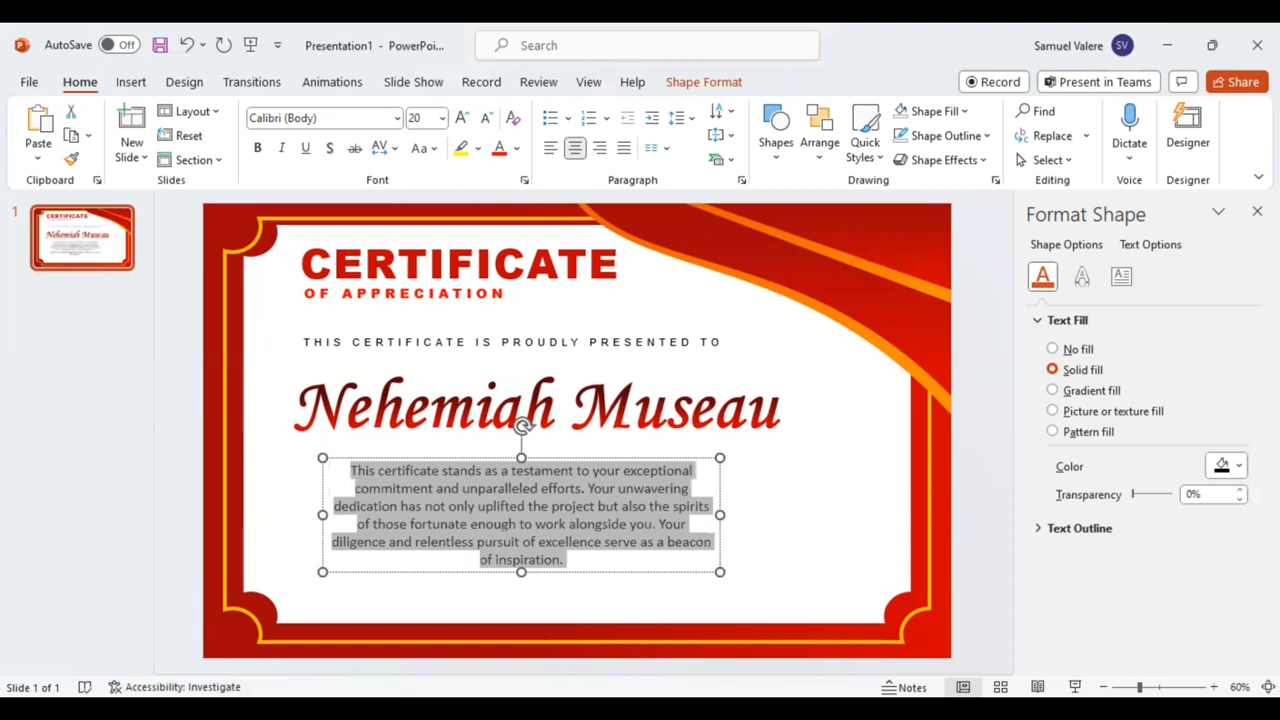 AutoSave Off Presentation1 - PowerPoi... Search Samuel Valere SV
File Home Insert Design Transitions Animations Slide Show Record Review View Help Shape Format Record Present in Teams Share
Paste New Slide Layout Reset Section Calibri (Body) 20 B I U S ab AV Aa A Shapes Arrange Quick Styles Shape Fill Shape Outline Shape Effects Find Replace Select Dictate Designer
Clipboard Slides Font Paragraph Drawing Editing Voice Designer
1
CERTIFICATE
OF APPRECIATION
THIS CERTIFICATE IS PROUDLY PRESENTED TO
Nehemiah Museau
This certificate stands as a testament to your exceptional
commitment and unparalleled efforts. Your unwavering
dedication has not only uplifted the project but also the spirits
of those fortunate enough to work alongside you. Your
diligence and relentless pursuit of excellence serve as a beacon
of inspiration.
Format Shape
Shape Options Text Options
Text Fill
No fill
Solid fill
Gradient fill
Picture or texture fill
Pattern fill
Color
Transparency 0%
Text Outline
Slide 1 of 1 Accessibility: Investigate Notes 60%